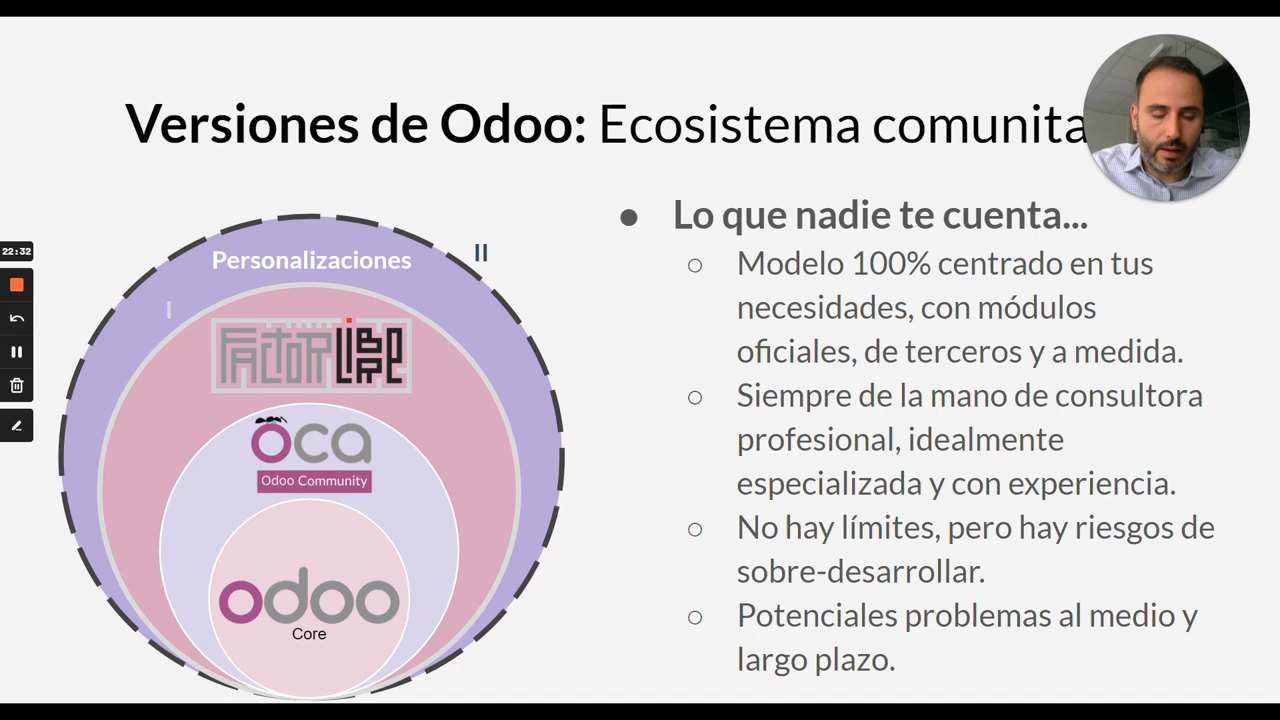 Versiones de Odoo: Ecosistema comunita
Lo que nadie te cuenta...
Modelo 100% centrado en tus
necesidades, con módulos
oficiales, de terceros y a medida.
Siempre de la mano de consultora
profesional, idealmente
especializada y con experiencia.
No hay límites, pero hay riesgos de
sobre-desarrollar.
Potenciales problemas al medio y
largo plazo.
22:32
Personalizaciones
II
I
FACTOR LIBRE
oca
Odoo Community
odoo
Core